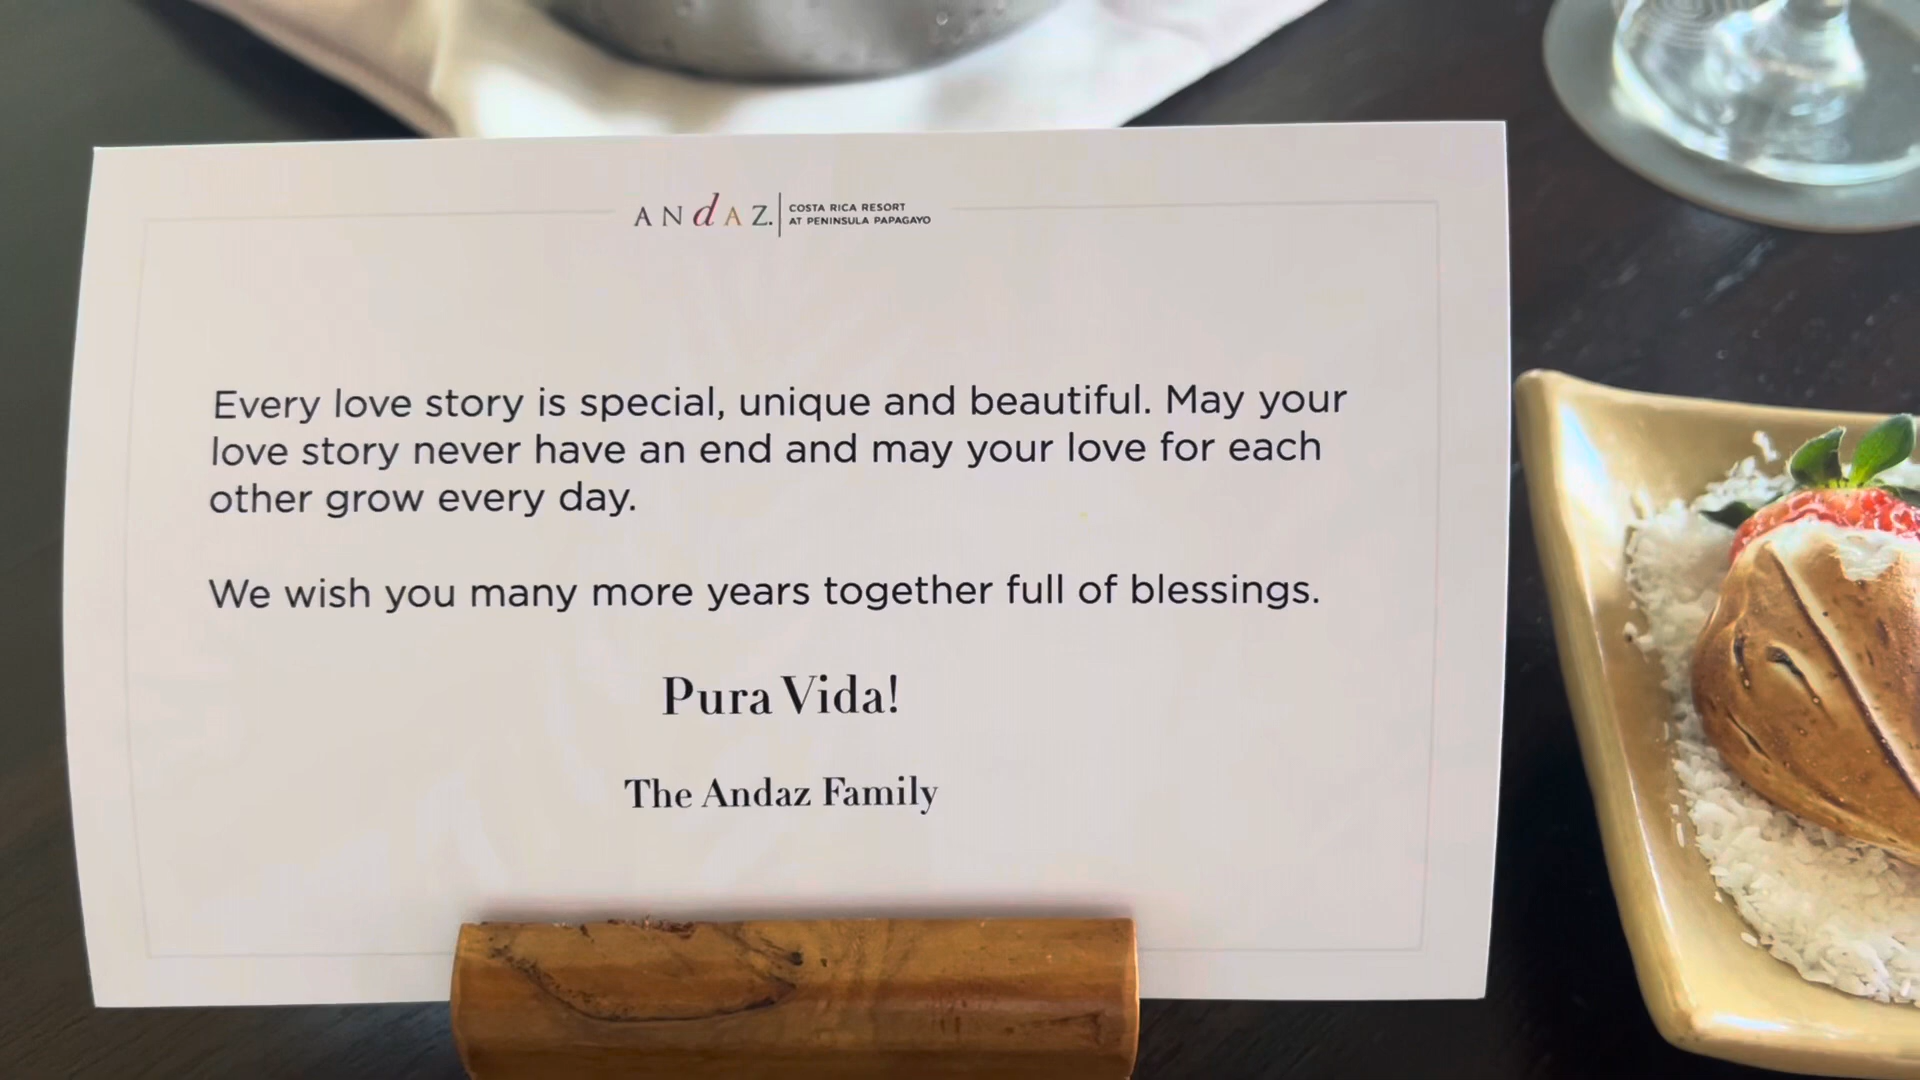 ANdAZ.
COSTA RICA RESORT
AT PENINSULA PAPAGAYO
Every love story is special, unique and beautiful. May your
love story never have an end and may your love for each
other grow every day.
We wish you many more years together full of blessings.
Pura Vida!
The Andaz Family